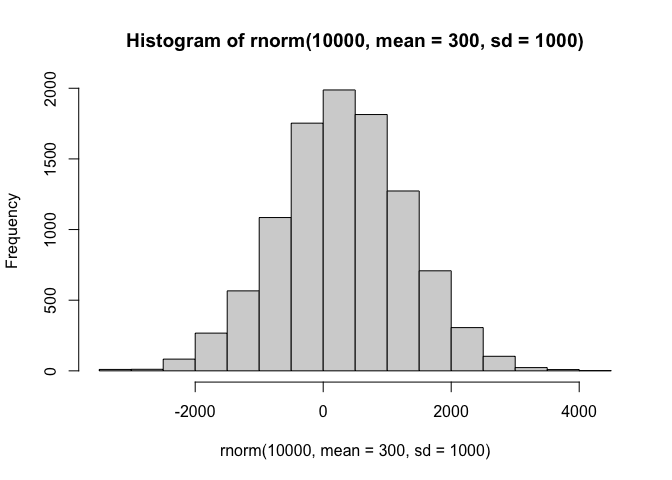 Histogram of rnorm(10000, mean = 300, sd = 1000)
Frequency
2000
1500
1000
500
0
-2000 0 2000 4000
rnorm(10000, mean = 300, sd = 1000)